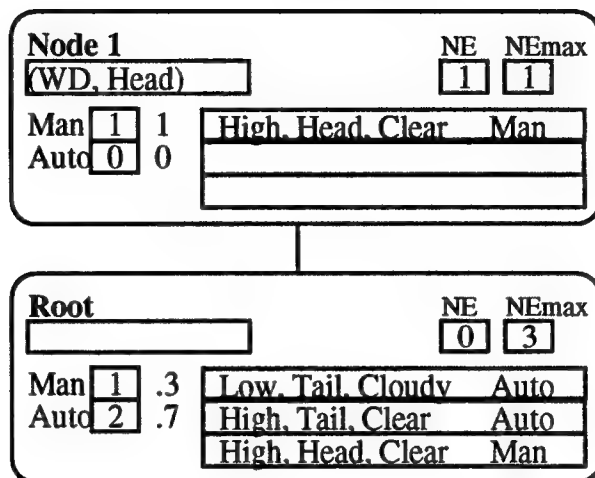 Node 1 NE NEmax
(WD, Head) 1 1
Man 1 1 High, Head, Clear Man
Auto 0 0
Root NE NEmax
0 3
Man 1 .3 Low, Tail, Cloudy Auto
Auto 2 .7 High, Tail, Clear Auto
High, Head, Clear Man